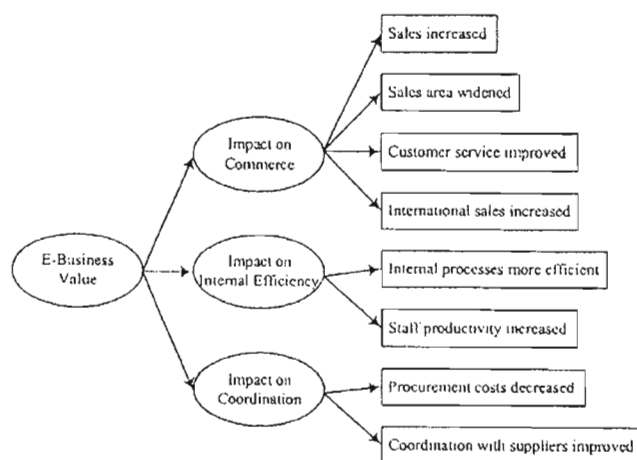 Sales increased
Sales area widened
Impact on
Commerce
Customer service improved
International sales increased
E-Business
Value
Impact on
Internal Efficiency
Internal processes more efficient
Staff productivity increased
Impact on
Coordination
Procurement costs decreased
Coordination with suppliers improved